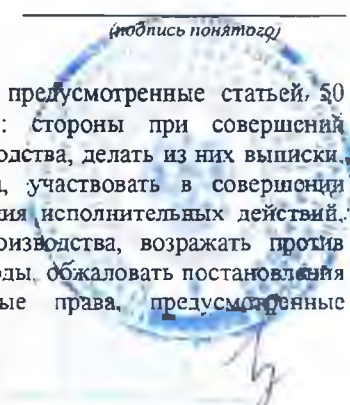 (подпись понятого)
предусмотренные статьей 50
: стороны при совершении
одства, делать из них выписки,
, участвовать в совершении
ия исполнительных действий,
оизводства, возражать против
оды, обжаловать постановления
ые права, предусмотренные